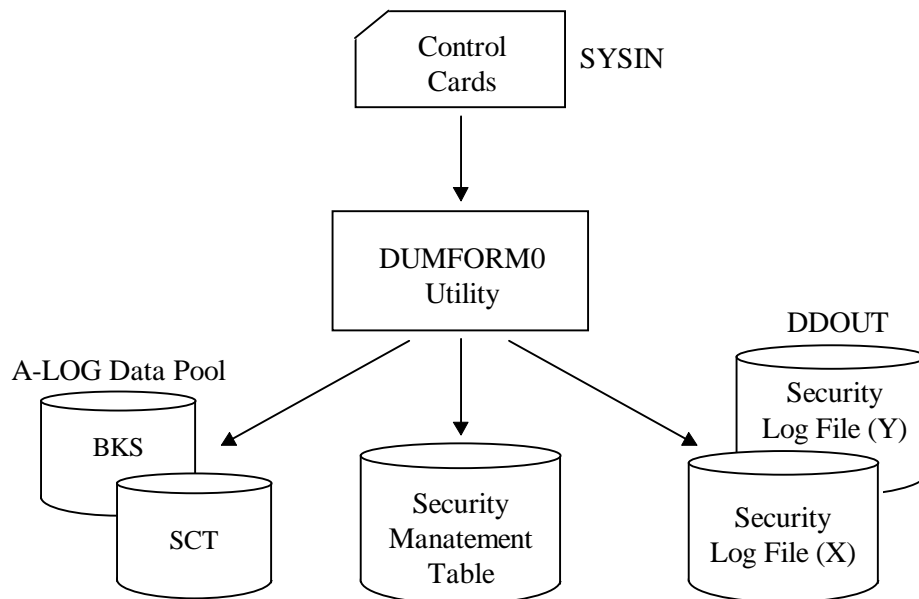 Control
Cards
SYSIN
DUMFORM0
Utility
DDOUT
A-LOG Data Pool
BKS
SCT
Security
Manatement
Table
Security
Log File (Y)
Security
Log File (X)